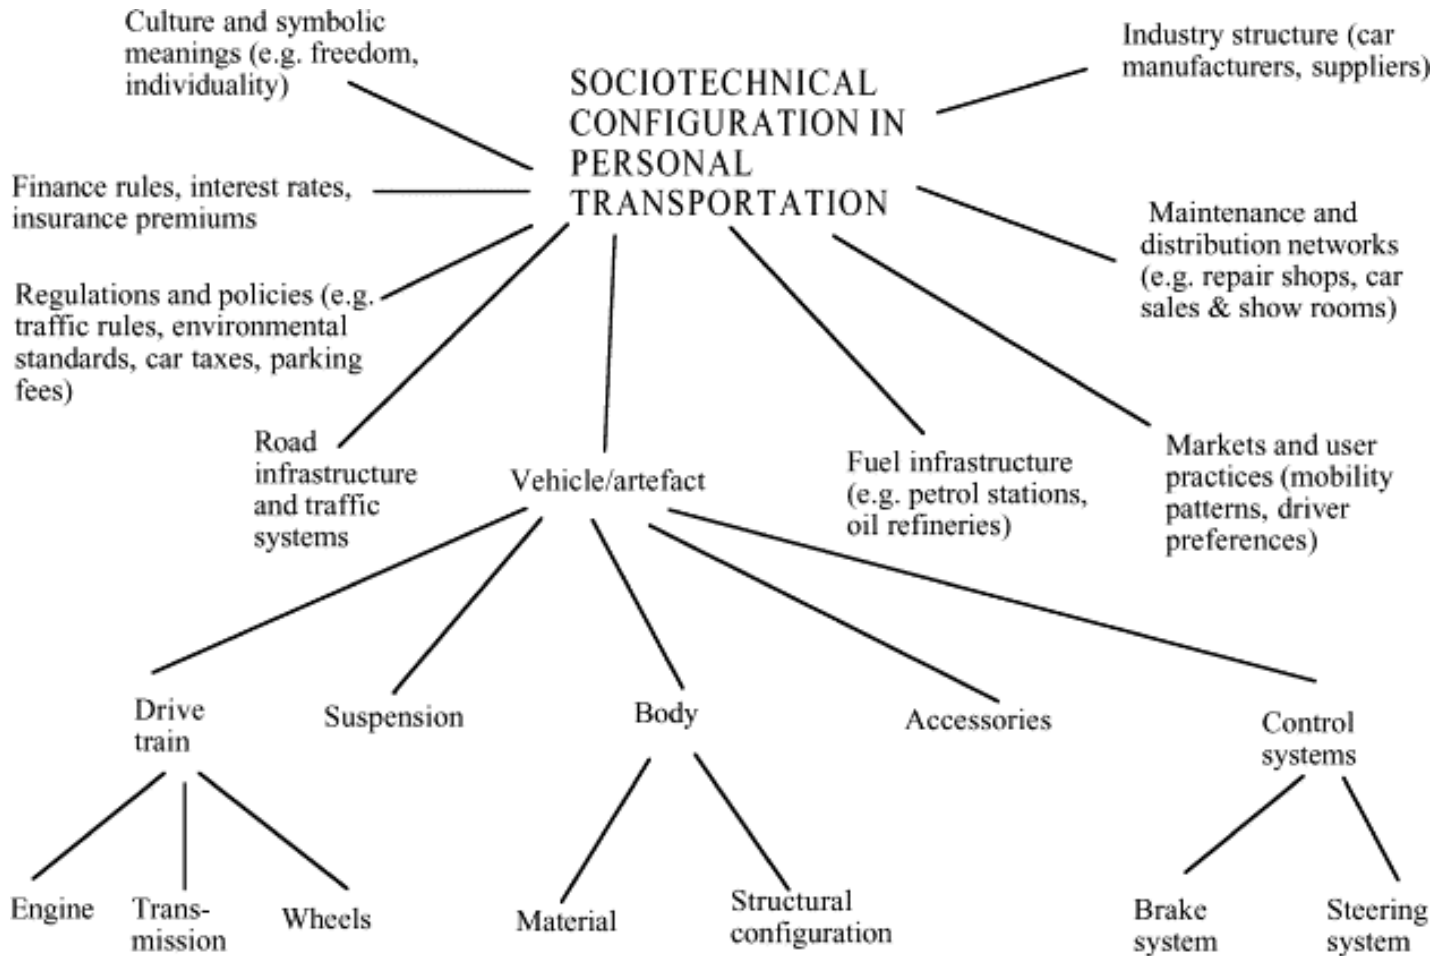 Culture and symbolic
meanings (e.g. freedom,
individuality)
SOCIOTECHNICAL
CONFIGURATION IN
PERSONAL
TRANSPORTATION
Industry structure (car
manufacturers, suppliers)
Finance rules, interest rates,
insurance premiums
Maintenance and
distribution networks
(e.g. repair shops, car
sales & show rooms)
Regulations and policies (e.g.
traffic rules, environmental
standards, car taxes, parking
fees)
Road
infrastructure
and traffic
systems
Vehicle/artefact
Fuel infrastructure
(e.g. petrol stations,
oil refineries)
Markets and user
practices (mobility
patterns, driver
preferences)
Drive
train
Suspension
Body
Accessories
Control
systems
Engine
Trans-
mission
Wheels
Material
Structural
configuration
Brake
system
Steering
system